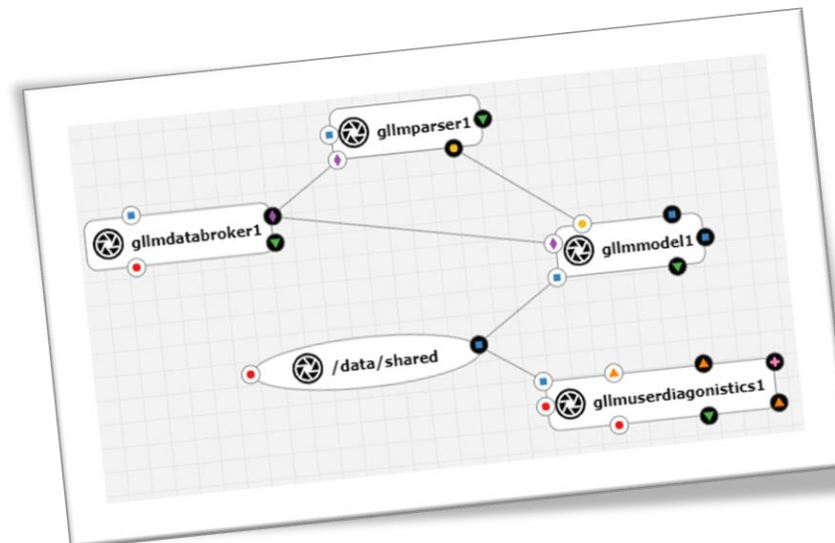 gllmparser1
gllmdatabroker1
gllmmodel1
/data/shared
gllmuserdiagonistics1